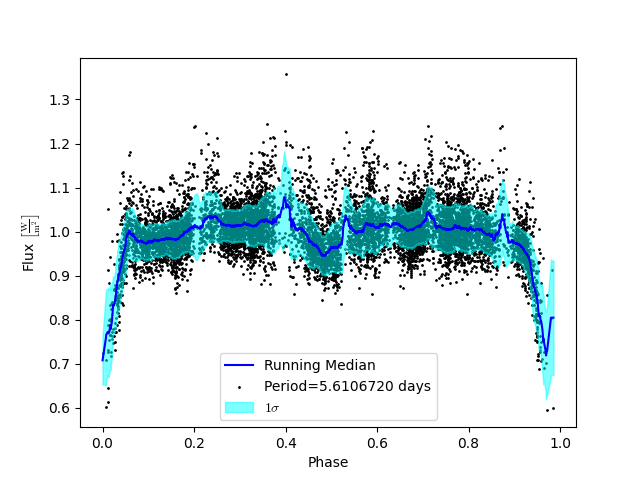 1.3
1.2
1.1
1.0
0.9
0.8
0.7
0.6
Flux [W/m²]
Running Median
Period=5.6106720 days
1σ
0.0 0.2 0.4 0.6 0.8 1.0
Phase